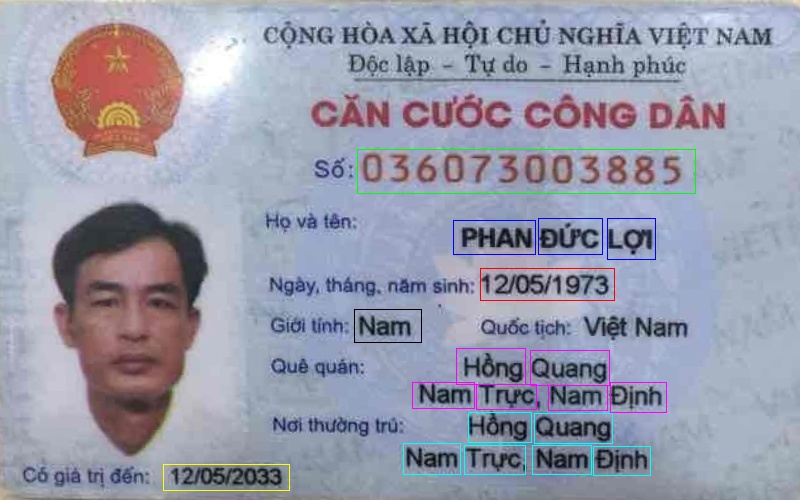 CỘNG HÒA XÃ HỘI CHỦ NGHĨA VIỆT NAM
Độc lập - Tự do - Hạnh phúc
CĂN CƯỚC CÔNG DÂN
Số: 036073003885
Họ và tên:
PHAN ĐỨC LỢI
Ngày, tháng, năm sinh: 12/05/1973
Giới tính: Nam Quốc tịch: Việt Nam
Quê quán: Hồng Quang
Nam Trực, Nam Định
Nơi thường trú: Hồng Quang
Nam Trực, Nam Định
Có giá trị đến: 12/05/2033